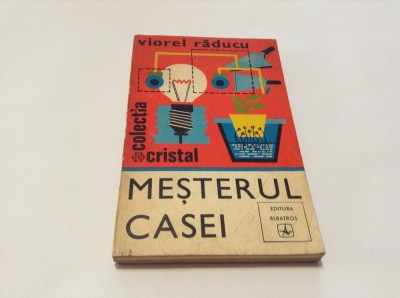 viorel răducu
colecția
cristal
MEȘTERUL
CASEI
EDITURA
ALBATROS